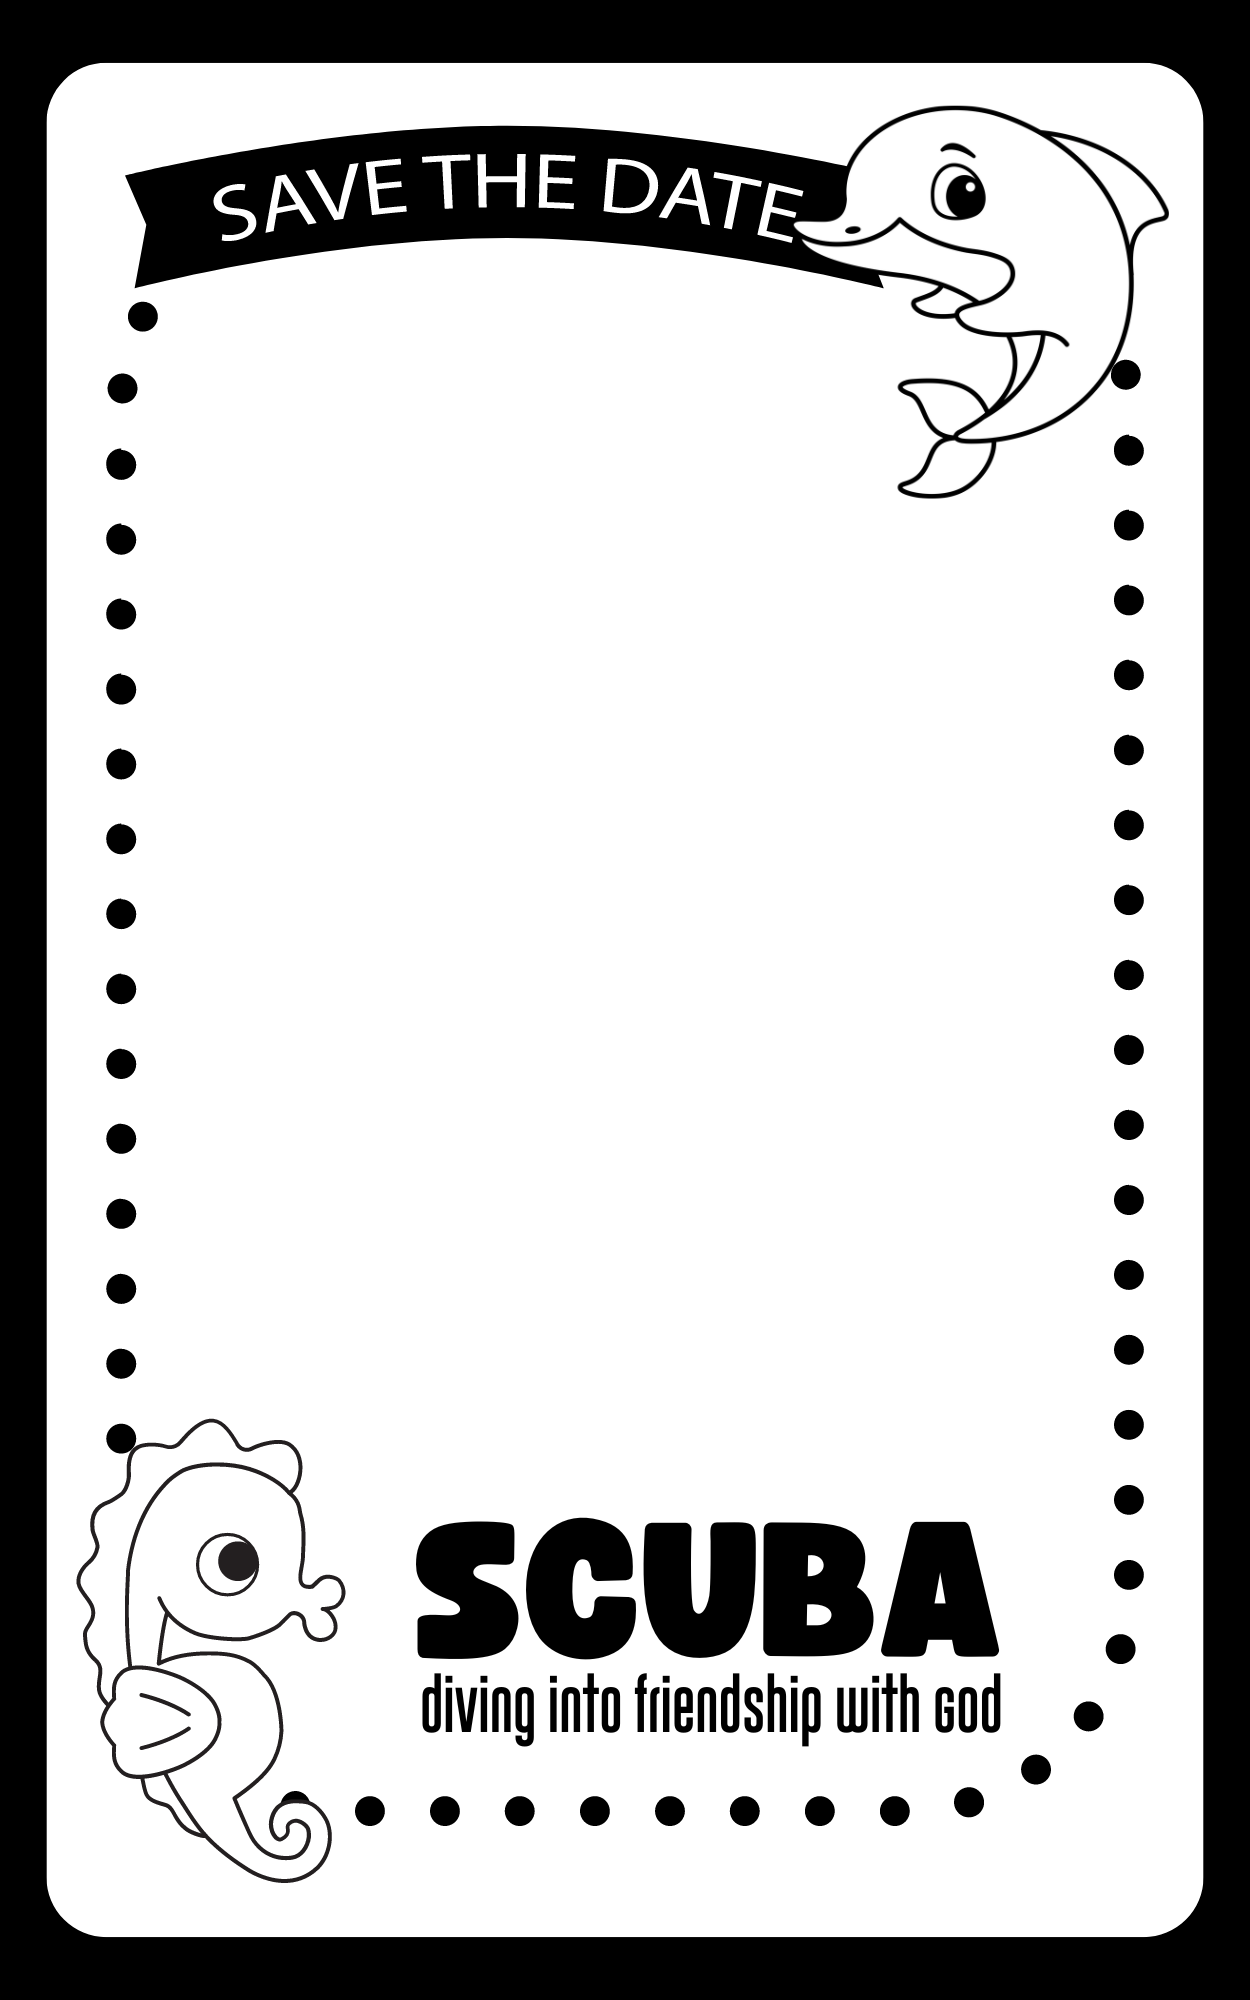 SAVE THE DATE
SCUBA
diving into friendship with God